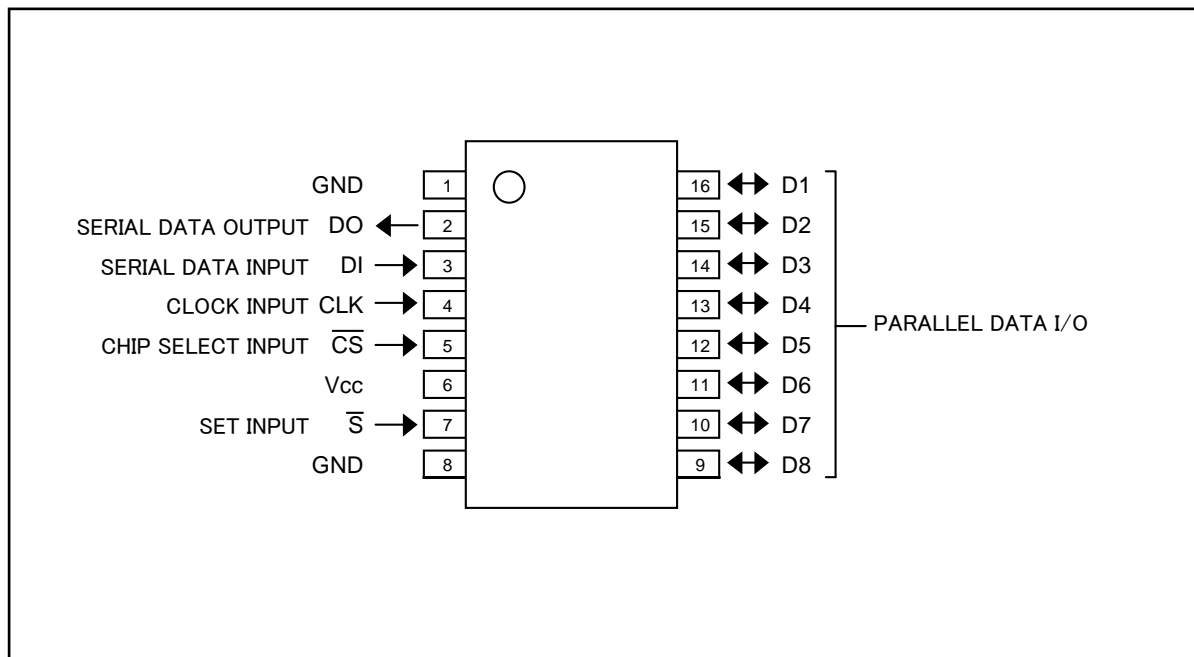 GND 1 16 D1
SERIAL DATA OUTPUT DO 2 15 D2
SERIAL DATA INPUT DI 3 14 D3
CLOCK INPUT CLK 4 13 D4
CHIP SELECT INPUT C̅S̅ 5 12 D5
Vcc 6 11 D6
SET INPUT S̅ 7 10 D7
GND 8 9 D8
PARALLEL DATA I/O